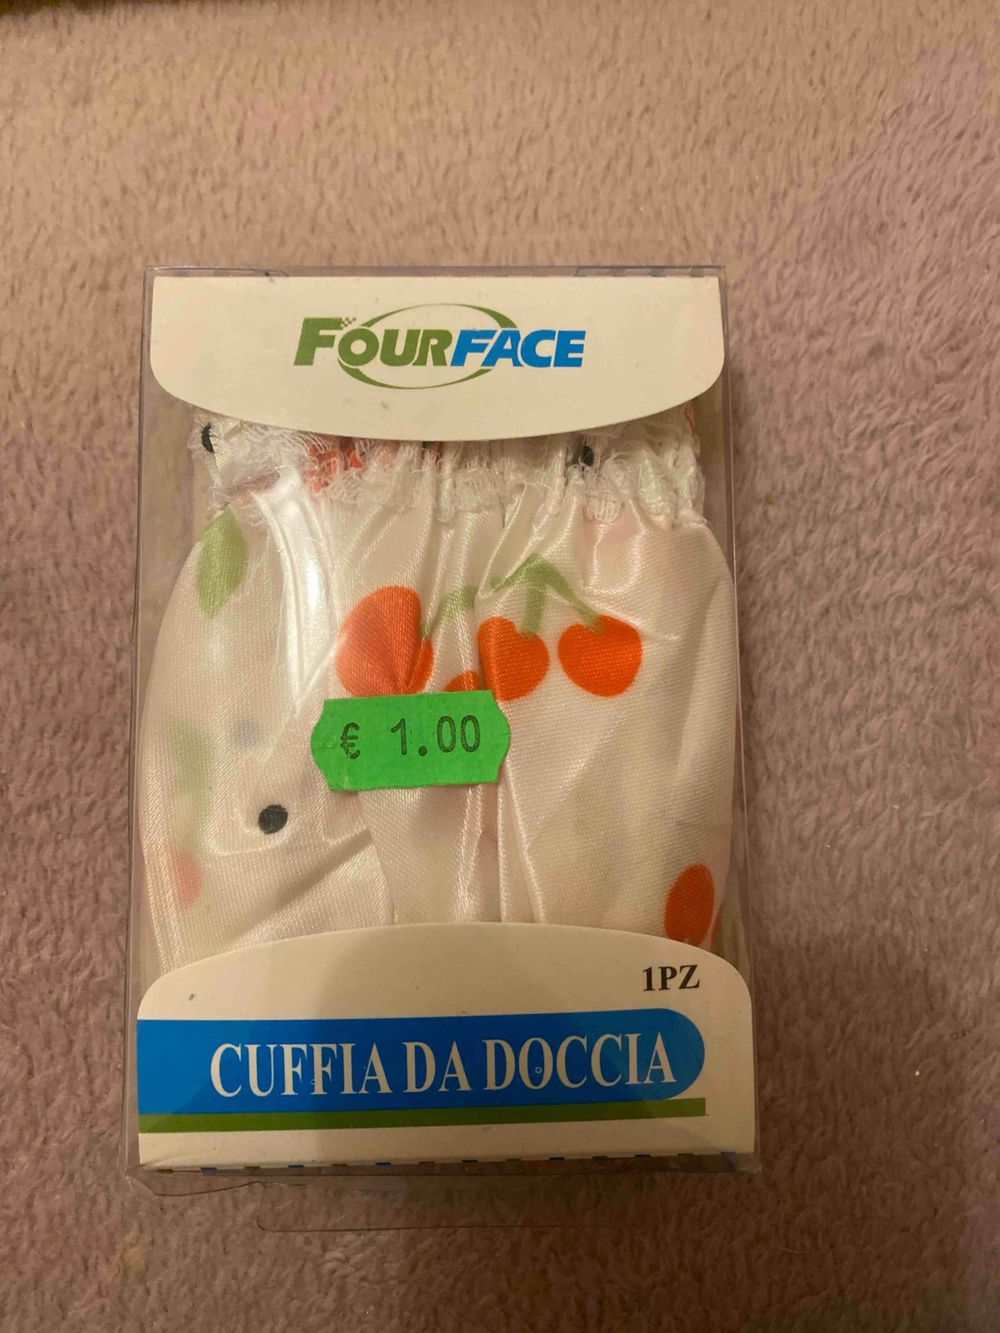 FOURFACE
€ 1.00
1PZ
CUFFIA DA DOCCIA